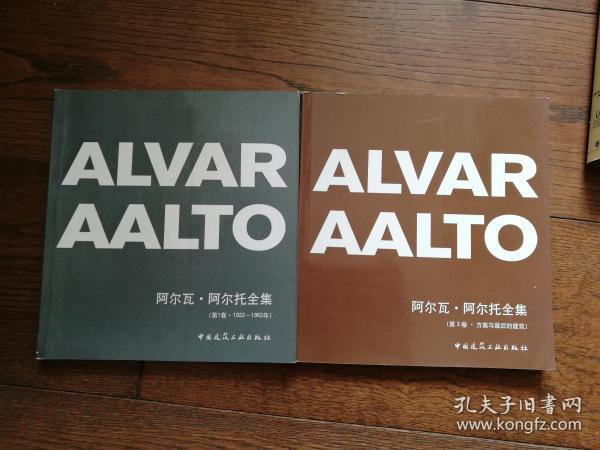 ALVAR
AALTO
阿尔瓦·阿尔托全集
(第1卷·1922-1962年)
中国建筑工业出版社
ALVAR
AALTO
阿尔瓦·阿尔托全集
(第3卷·方案与最后的建筑)
中国建筑工业出版社
孔夫子旧书网
www.kongfz.com